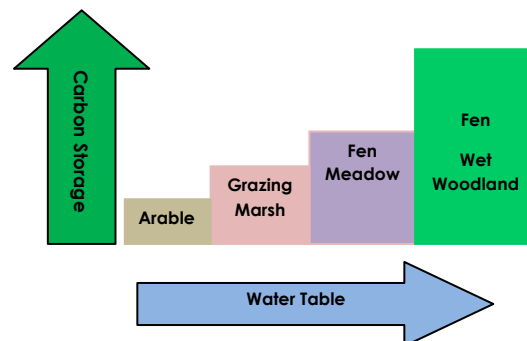 Carbon Storage
Arable
Grazing
Marsh
Fen
Meadow
Fen
Wet
Woodland
Water Table